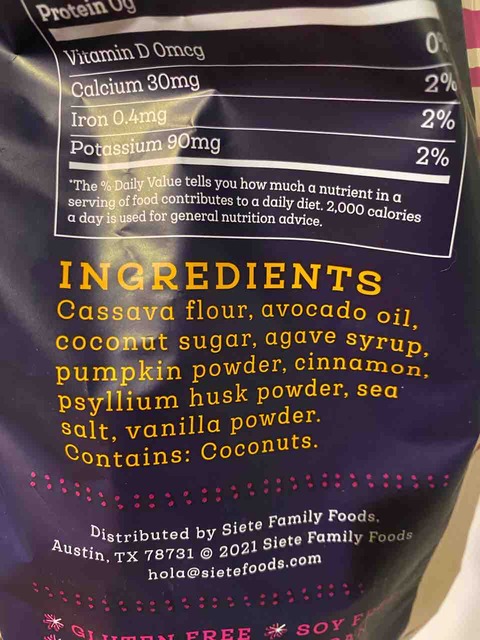 Protein 0g
Vitamin D 0mcg 0%
Calcium 30mg 2%
Iron 0.4mg 2%
Potassium 90mg 2%
*The % Daily Value tells you how much a nutrient in a
serving of food contributes to a daily diet. 2,000 calories
a day is used for general nutrition advice.
INGREDIENTS
Cassava flour, avocado oil,
coconut sugar, agave syrup,
pumpkin powder, cinnamon,
psyllium husk powder, sea
salt, vanilla powder.
Contains: Coconuts.
Distributed by Siete Family Foods,
Austin, TX 78731 © 2021 Siete Family Foods
hola@sietefoods.com
GLUTEN FREE * SOY